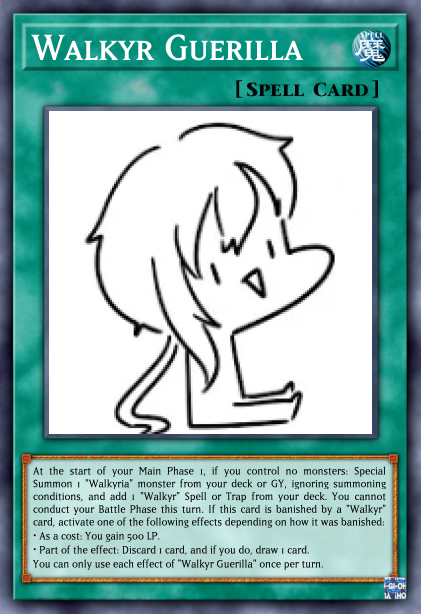 Walkyr Guerilla
SPELL
魔
[Spell Card]
At the start of your Main Phase 1, if you control no monsters: Special
Summon 1 "Walkyria" monster from your deck or GY, ignoring summoning
conditions, and add 1 "Walkyr" Spell or Trap from your deck. You cannot
conduct your Battle Phase this turn. If this card is banished by a "Walkyr"
card, activate one of the following effects depending on how it was banished:
• As a cost: You gain 500 LP.
• Part of the effect: Discard 1 card, and if you do, draw 1 card.
You can only use each effect of "Walkyr Guerilla" once per turn.